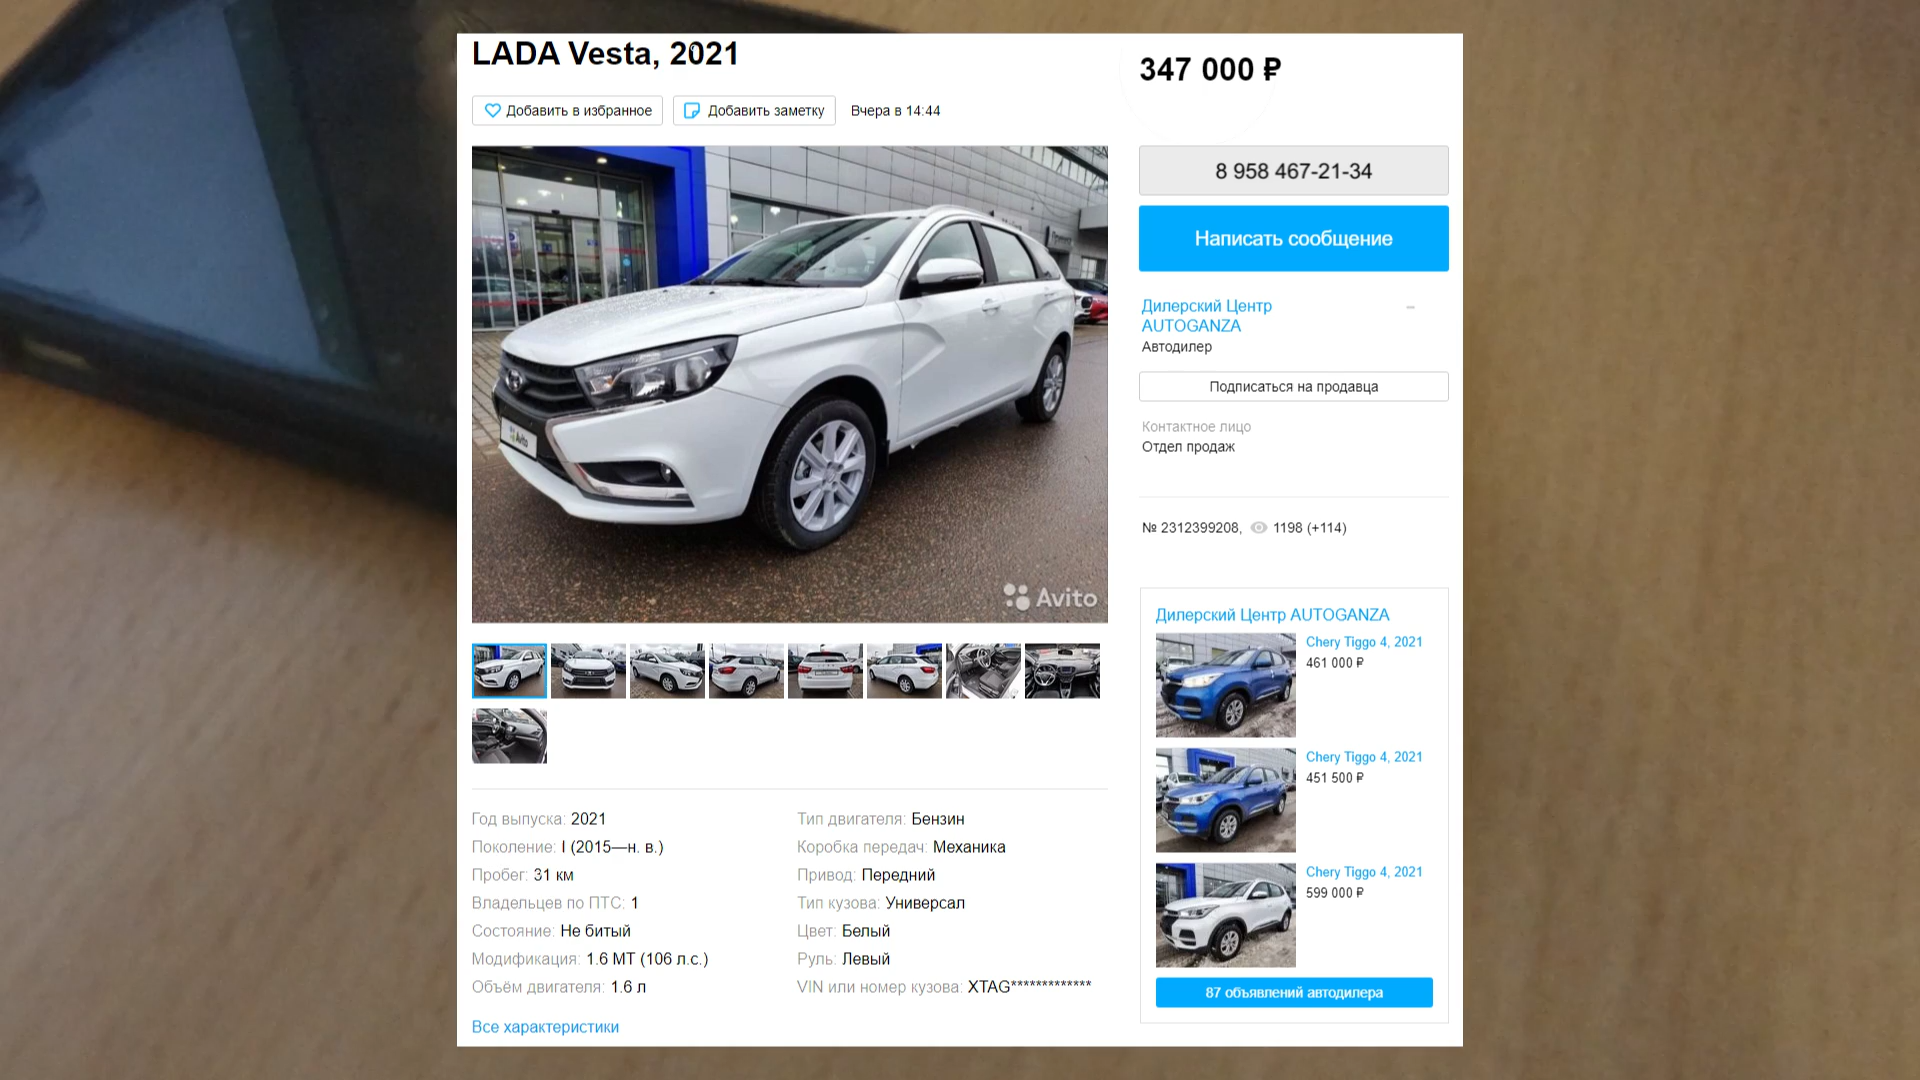 LADA Vesta, 2021
347 000 ₽
Добавить в избранное
Добавить заметку
Вчера в 14:44
8 958 467-21-34
Написать сообщение
Дилерский Центр
AUTOGANZA
Автодилер
Подписаться на продавца
Контактное лицо
Отдел продаж
№ 2312399208, 1198 (+114)
Avito
Avito
Дилерский Центр AUTOGANZA
Chery Tiggo 4, 2021
461 000 ₽
Chery Tiggo 4, 2021
451 500 ₽
Chery Tiggo 4, 2021
599 000 ₽
87 объявлений автодилера
Год выпуска: 2021
Поколение: I (2015—н. в.)
Пробег: 31 км
Владельцев по ПТС: 1
Состояние: Не битый
Модификация: 1.6 MT (106 л.с.)
Объём двигателя: 1.6 л
Тип двигателя: Бензин
Коробка передач: Механика
Привод: Передний
Тип кузова: Универсал
Цвет: Белый
Руль: Левый
VIN или номер кузова: XTAG*************
Все характеристики